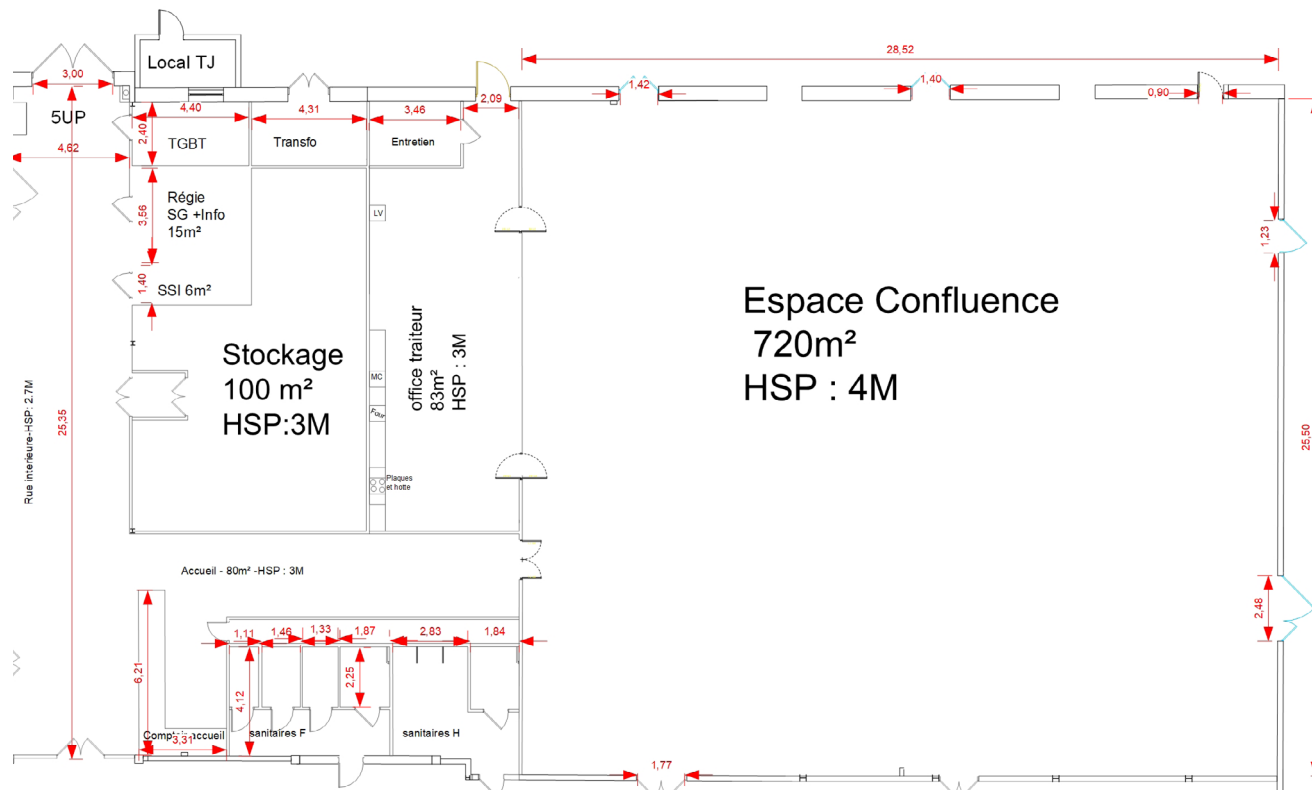 Local TJ
28,52
3,00
1,42
1,40
0,90
5UP
4,40
4,31
3,46
2,09
2,40
TGBT
Transfo
Entretien
4,62
Régie
SG +Info
15m²
3,56
LV
1,23
1,40
SSI 6m²
Espace Confluence
720m²
HSP : 4M
Stockage
100 m²
HSP:3M
office traiteur
83m²
HSP : 3M
MC
Four
Plaques
et hotte
Rue interieure-HSP: 2.7M
25,35
25,50
Accueil - 80m² -HSP : 3M
2,48
1,11
1,46
1,33
1,87
2,83
1,84
6,21
4,12
2,25
Comptoir accueil
3,31
sanitaires F
sanitaires H
1,77